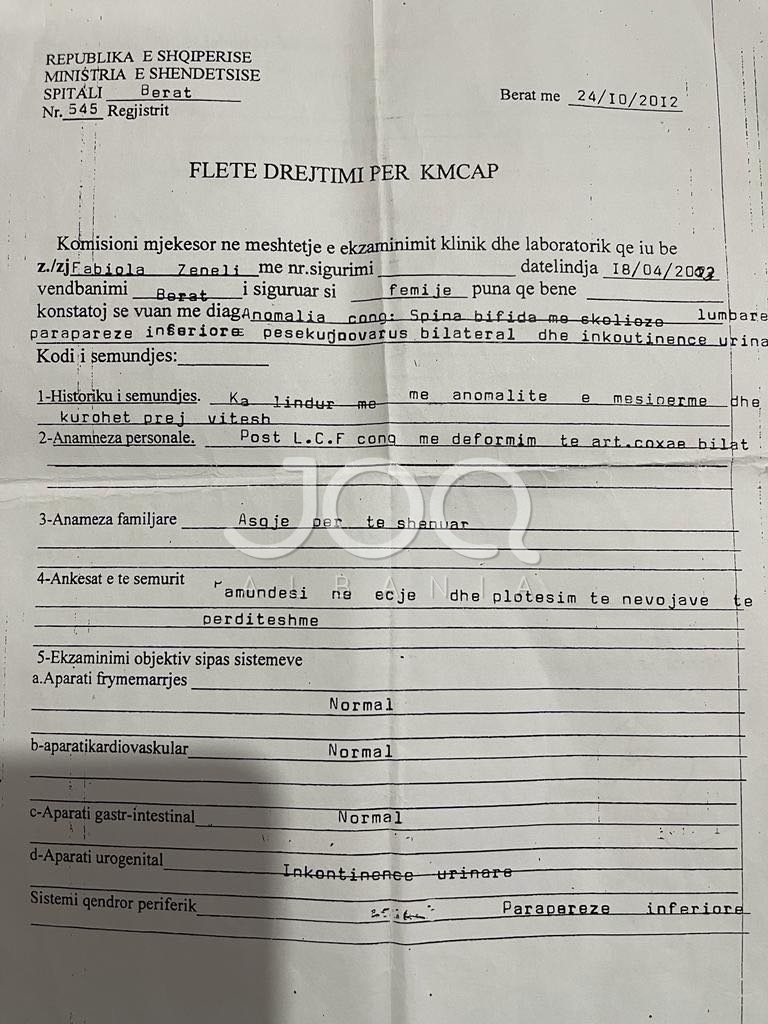 REPUBLIKA E SHQIPERISE
MINISTRIA E SHENDETSISE
SPITALI Berat
Nr. 545 Regjistrit
Berat me 24/10/2012
FLETE DREJTIMI PER KMCAP
Komisioni mjekesor ne meshtetje e ekzaminimit klinik dhe laboratorik qe iu be
z./zj Fabiola Zeneli me nr.sigurimi datelindja 18/04/
vendbanimi Berat i siguruar si femije puna qe bene
konstatoj se vuan me diag Anomalia cong: Spina bifida me skolioze lumbare
parapareze inferiore bilateral dhe inkoutinence urina
Kodi i semundjes:
1-Historiku i semundjes. Ka lindur me me anomalite e mesiperme dhe
kurohet prej vitesh
2-Anamneza personale. Post L.C.F cong me deformim te art.coxae bilat
3-Anameza familjare Asgje per te shenuar
JOQ
ALBANIA
4-Ankesat e te semurit amundesi ne ecje dhe plotesim te nevojave te
perditeshme
5-Ekzaminimi objektiv sipas sistemeve
a.Aparati frymemarrjes
Normal
b-aparatikardiovaskular Normal
c-Aparati gastr-intestinal Normal
d-Aparati urogenital Inkontinence urinare
Sistemi qendror periferik Parapereze inferiore